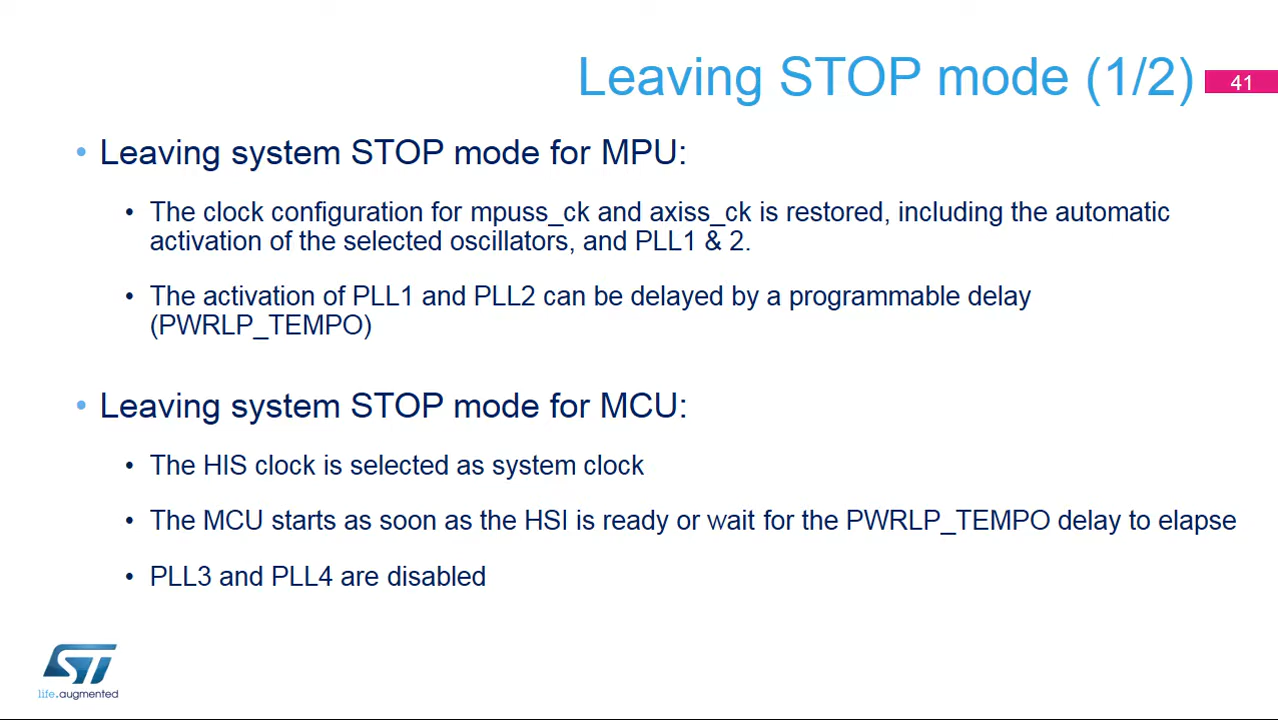 Leaving STOP mode (1/2)
41
• Leaving system STOP mode for MPU:
• The clock configuration for mpuss_ck and axiss_ck is restored, including the automatic
activation of the selected oscillators, and PLL1 & 2.
• The activation of PLL1 and PLL2 can be delayed by a programmable delay
(PWRLP_TEMPO)
• Leaving system STOP mode for MCU:
• The HIS clock is selected as system clock
• The MCU starts as soon as the HSI is ready or wait for the PWRLP_TEMPO delay to elapse
• PLL3 and PLL4 are disabled
ST
life.augmented